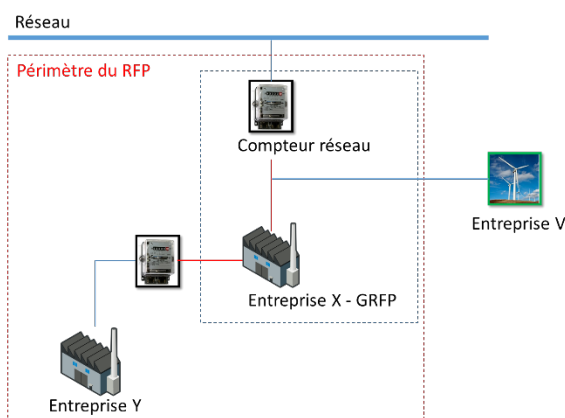 Réseau
Périmètre du RFP
Compteur réseau
Entreprise V
Entreprise X - GRFP
Entreprise Y